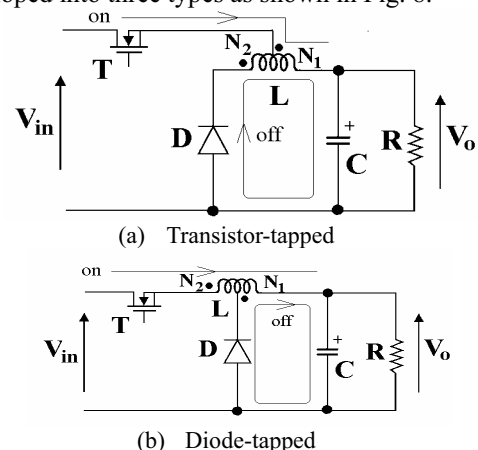 oped into three types as shown in Fig. 6.
on
N2
N1
T
L
Vin
D
off
+
C
R
Vo
(a) Transistor-tapped
on
N2
N1
T
L
off
Vin
D
+
C
R
Vo
(b) Diode-tapped